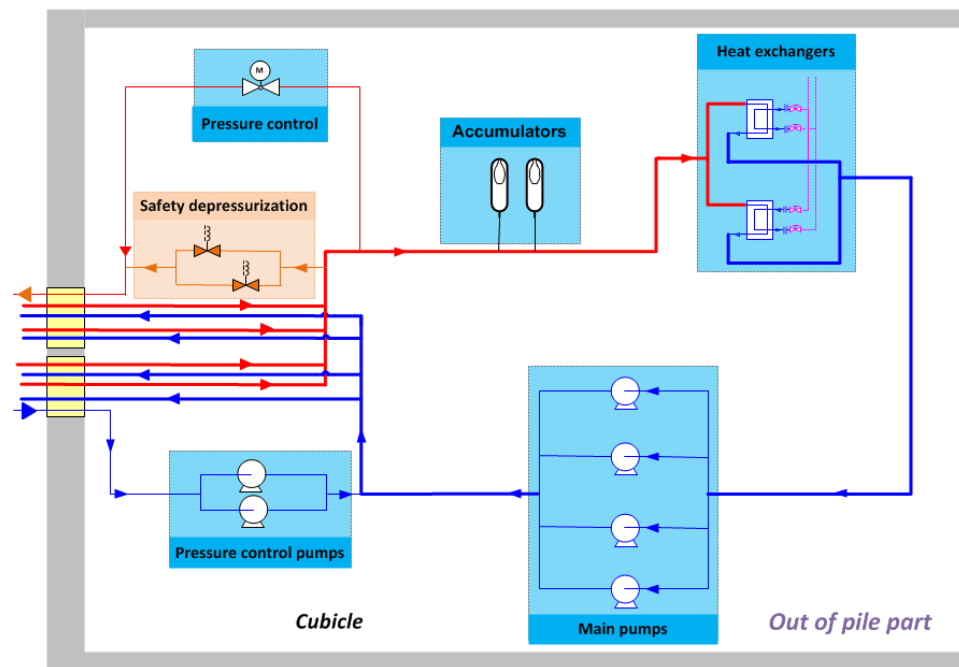 Heat exchangers
M
Pressure control
Accumulators
Safety depressurization
Pressure control pumps
Main pumps
Cubicle
Out of pile part